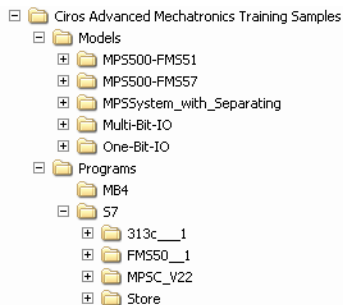 Ciros Advanced Mechatronics Training Samples
Models
MPS500-FMS51
MPS500-FMS57
MPSSystem_with_Separating
Multi-Bit-IO
One-Bit-IO
Programs
MB4
S7
313c___1
FMS50__1
MPSC_V22
Store